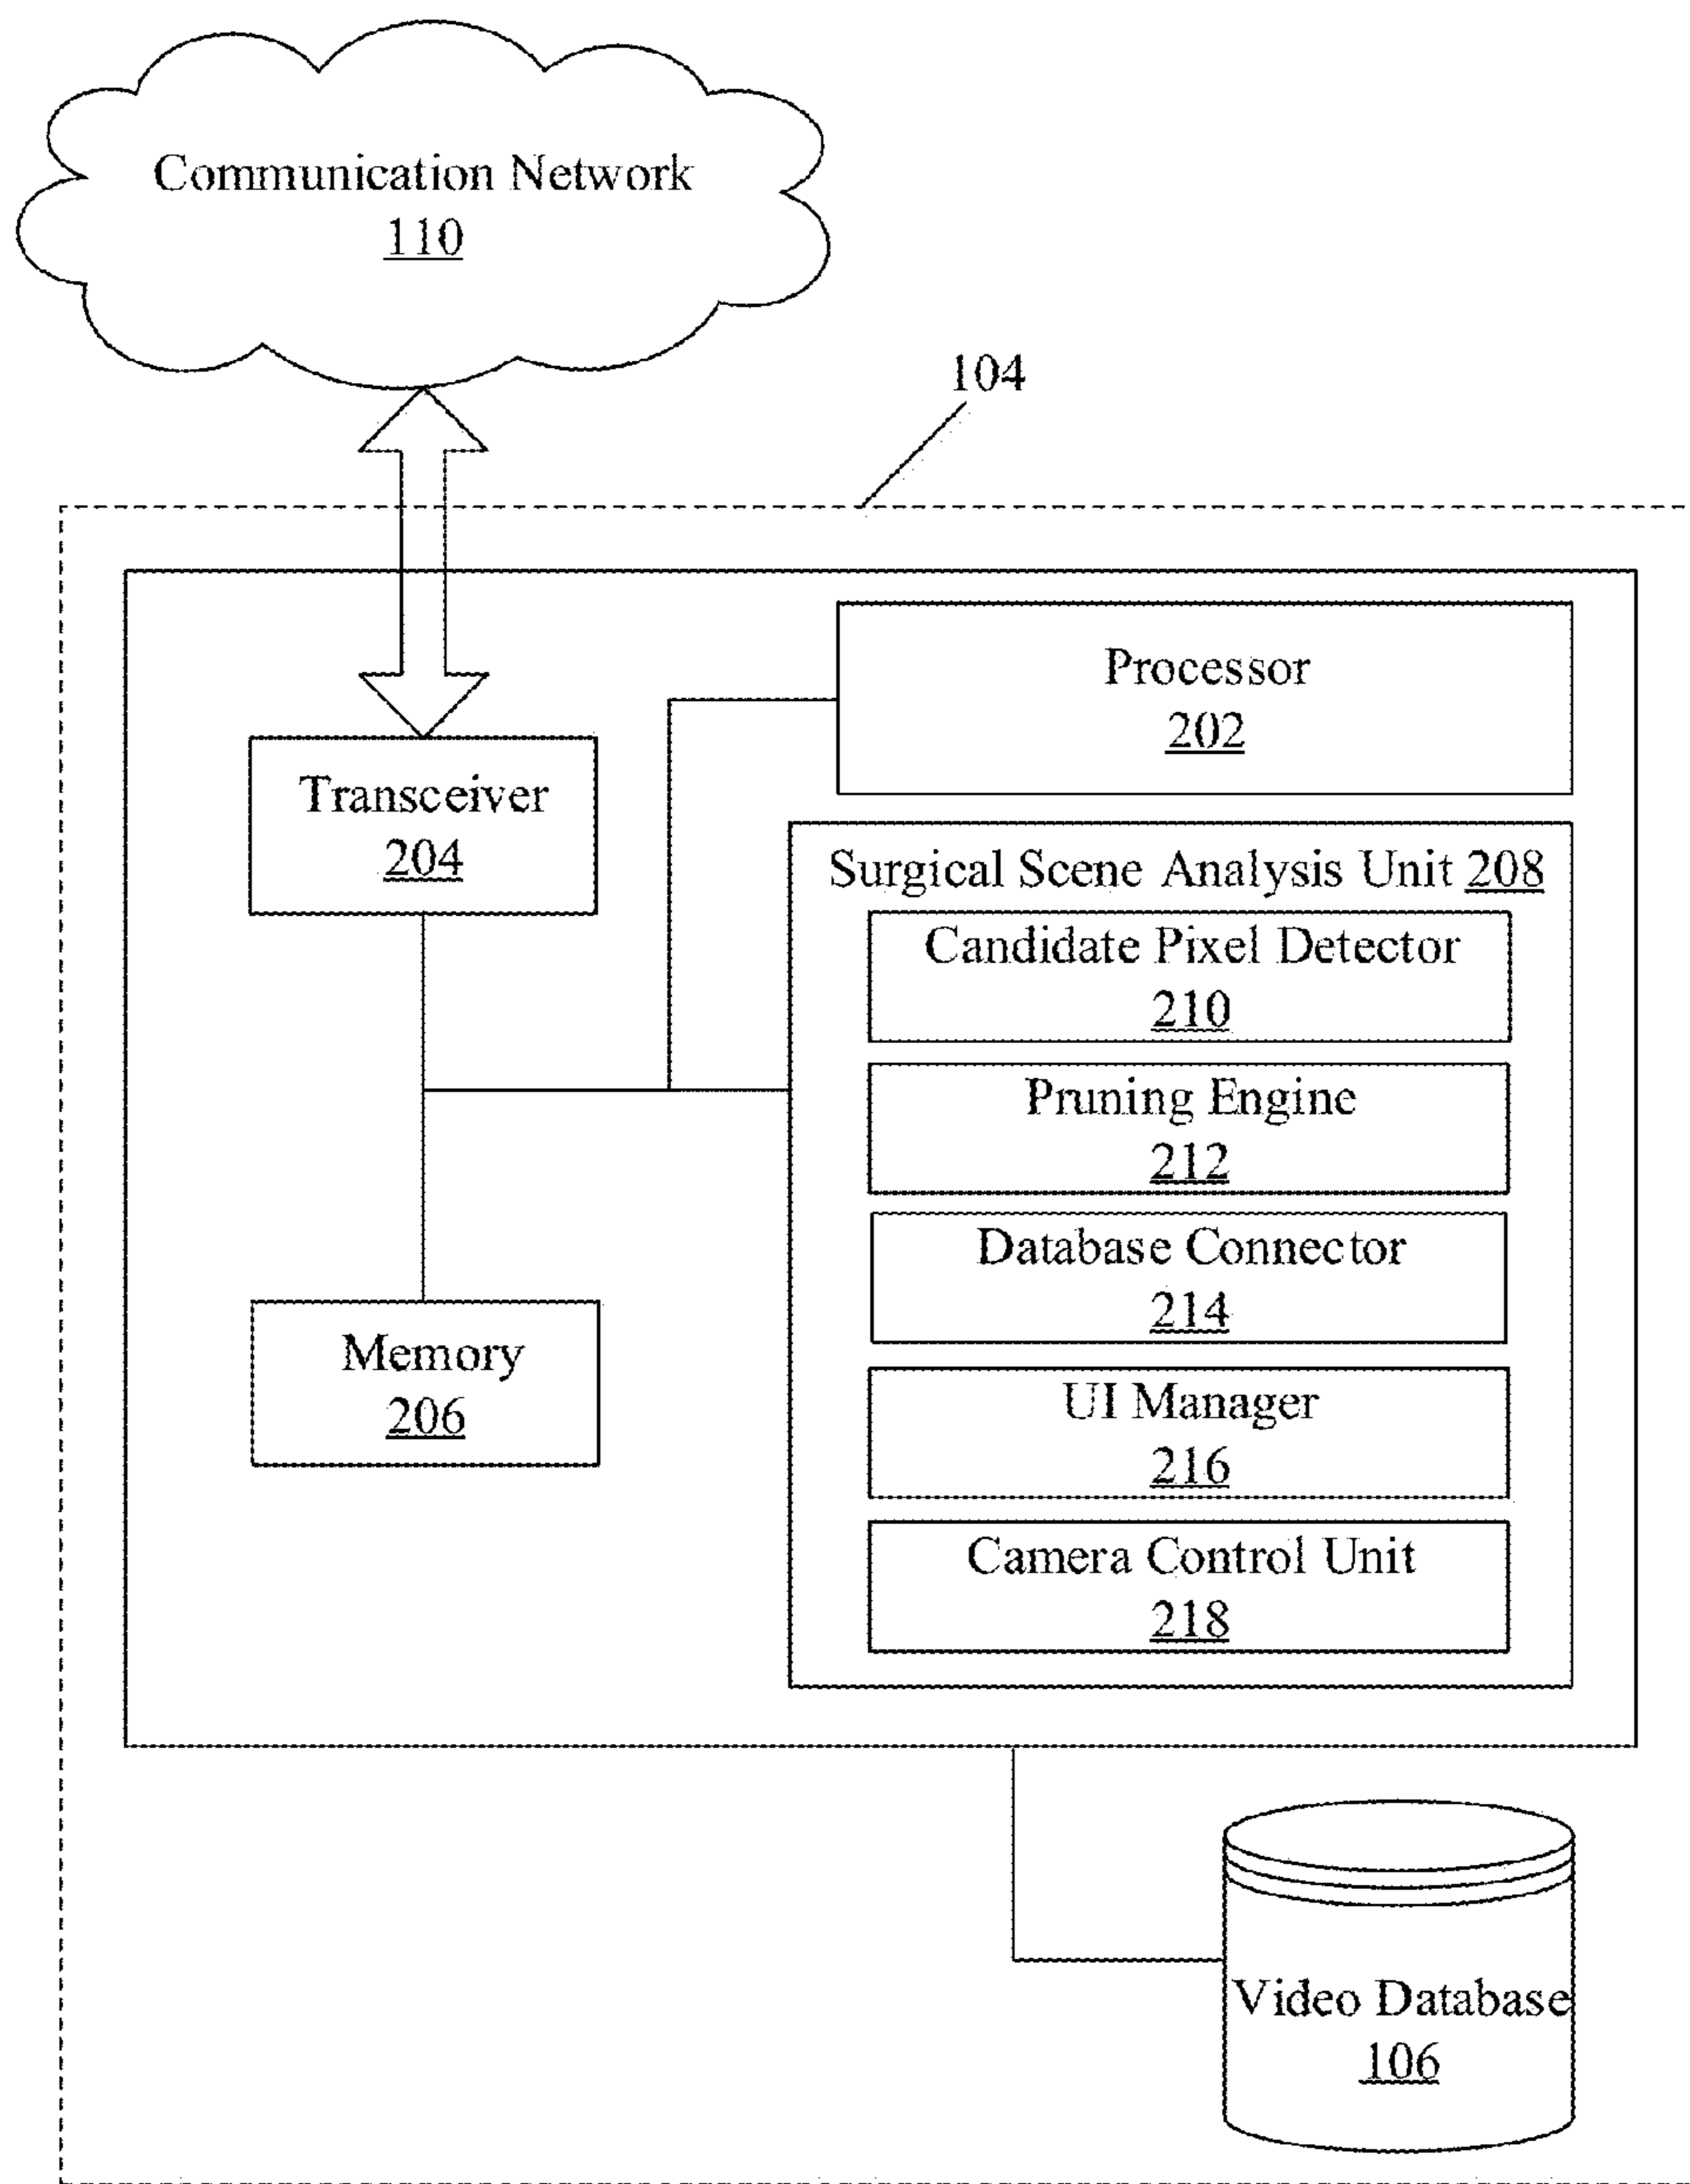 Communication Network
110
104
Processor
202
Transceiver
204
Surgical Scene Analysis Unit 208
Candidate Pixel Detector
210
Pruning Engine
212
Database Connector
214
Memory
206
UI Manager
216
Camera Control Unit
218
Video Database
106